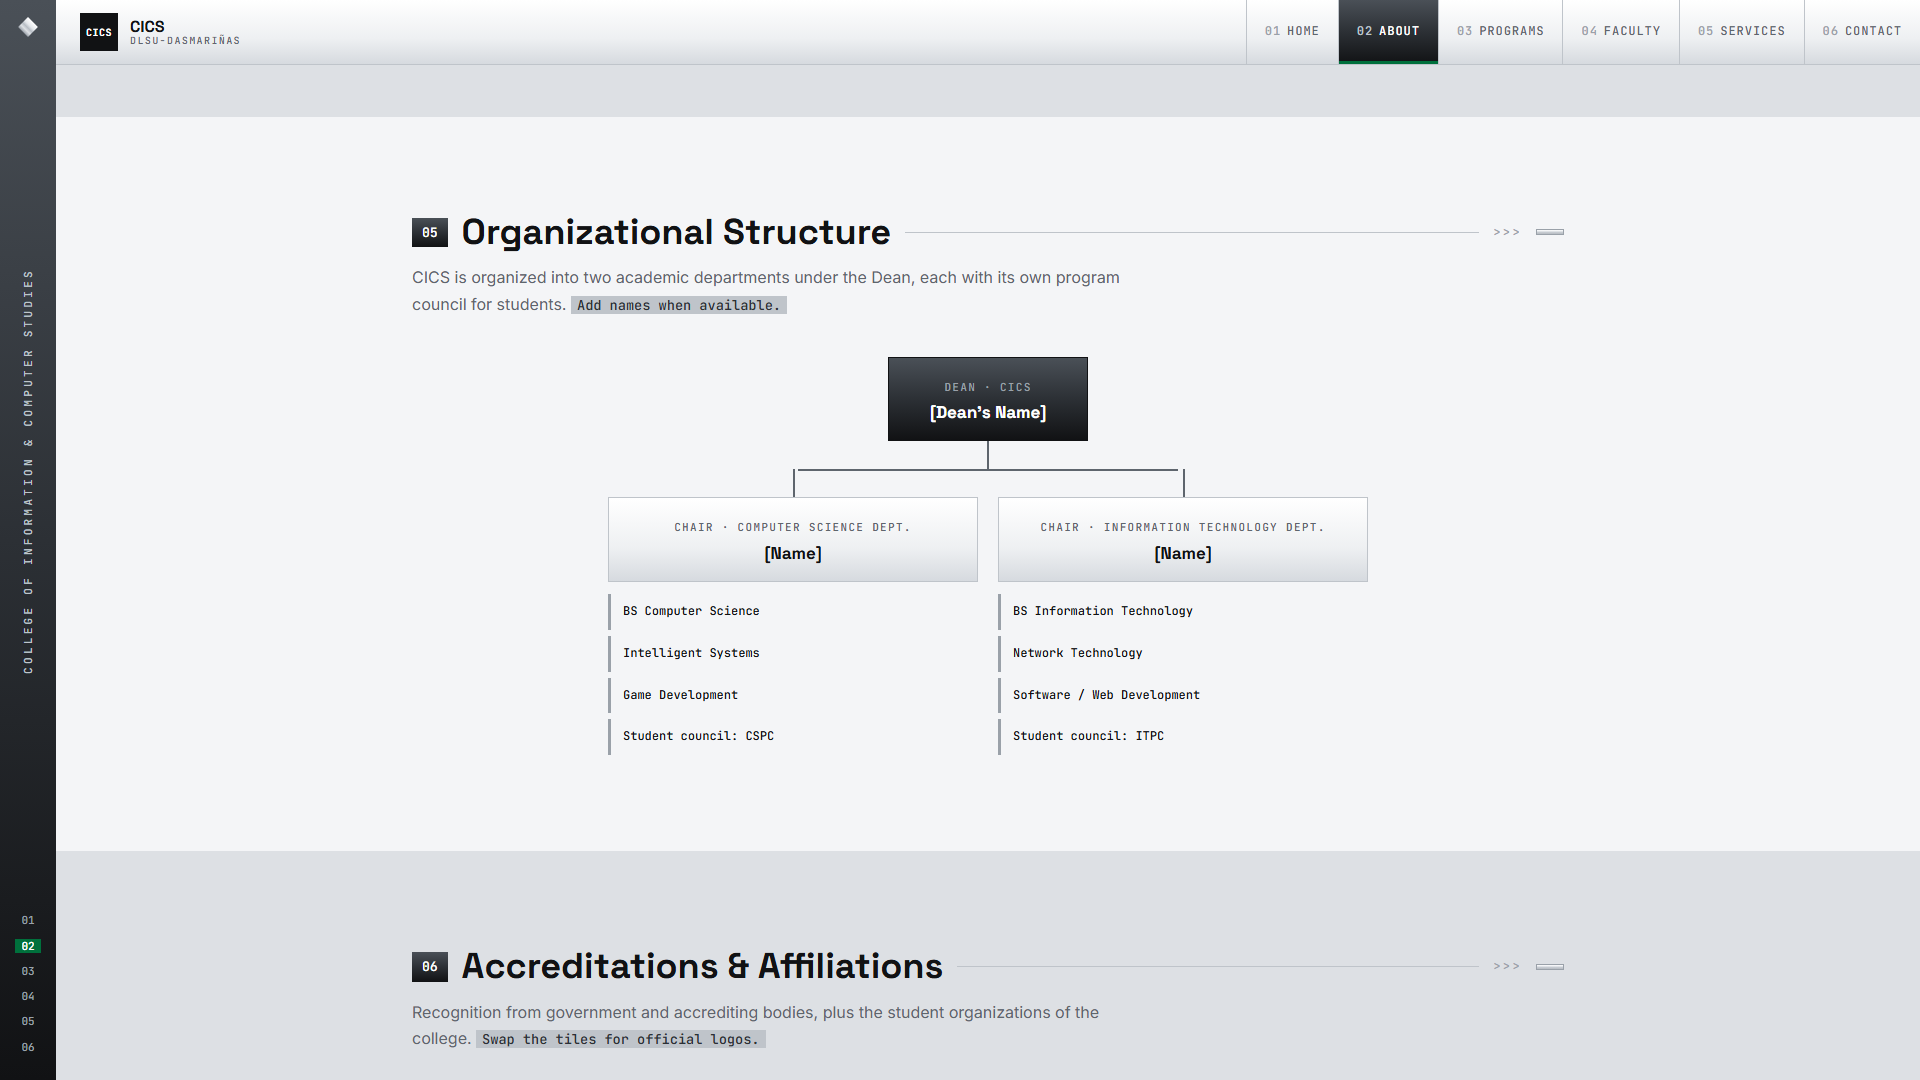 CICS
CICS
DLSU-DASMARIÑAS
01 HOME
02 ABOUT
03 PROGRAMS
04 FACULTY
05 SERVICES
06 CONTACT
COLLEGE OF INFORMATION & COMPUTER STUDIES
01
02
03
04
05
06
05 Organizational Structure >>>
CICS is organized into two academic departments under the Dean, each with its own program
council for students. Add names when available.
DEAN · CICS
[Dean's Name]
CHAIR · COMPUTER SCIENCE DEPT.
[Name]
BS Computer Science
Intelligent Systems
Game Development
Student council: CSPC
CHAIR · INFORMATION TECHNOLOGY DEPT.
[Name]
BS Information Technology
Network Technology
Software / Web Development
Student council: ITPC
06 Accreditations & Affiliations >>>
Recognition from government and accrediting bodies, plus the student organizations of the
college. Swap the tiles for official logos.